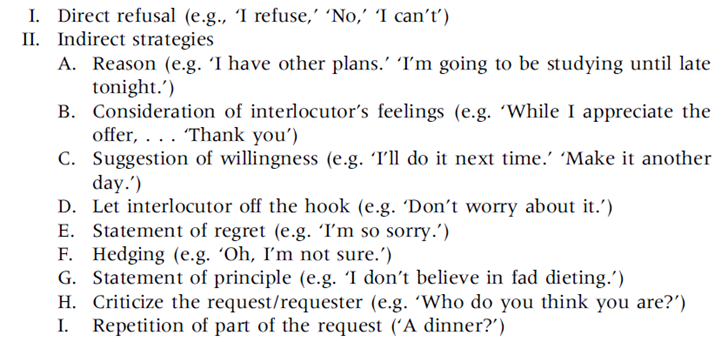 I. Direct refusal (e.g., ‘I refuse,’ ‘No,’ ‘I can’t’)
II. Indirect strategies
A. Reason (e.g. ‘I have other plans.’ ‘I’m going to be studying until late
tonight.’)
B. Consideration of interlocutor’s feelings (e.g. ‘While I appreciate the
offer, . . . ‘Thank you’)
C. Suggestion of willingness (e.g. ‘I’ll do it next time.’ ‘Make it another
day.’)
D. Let interlocutor off the hook (e.g. ‘Don’t worry about it.’)
E. Statement of regret (e.g. ‘I’m so sorry.’)
F. Hedging (e.g. ‘Oh, I’m not sure.’)
G. Statement of principle (e.g. ‘I don’t believe in fad dieting.’)
H. Criticize the request/requester (e.g. ‘Who do you think you are?’)
I. Repetition of part of the request (‘A dinner?’)